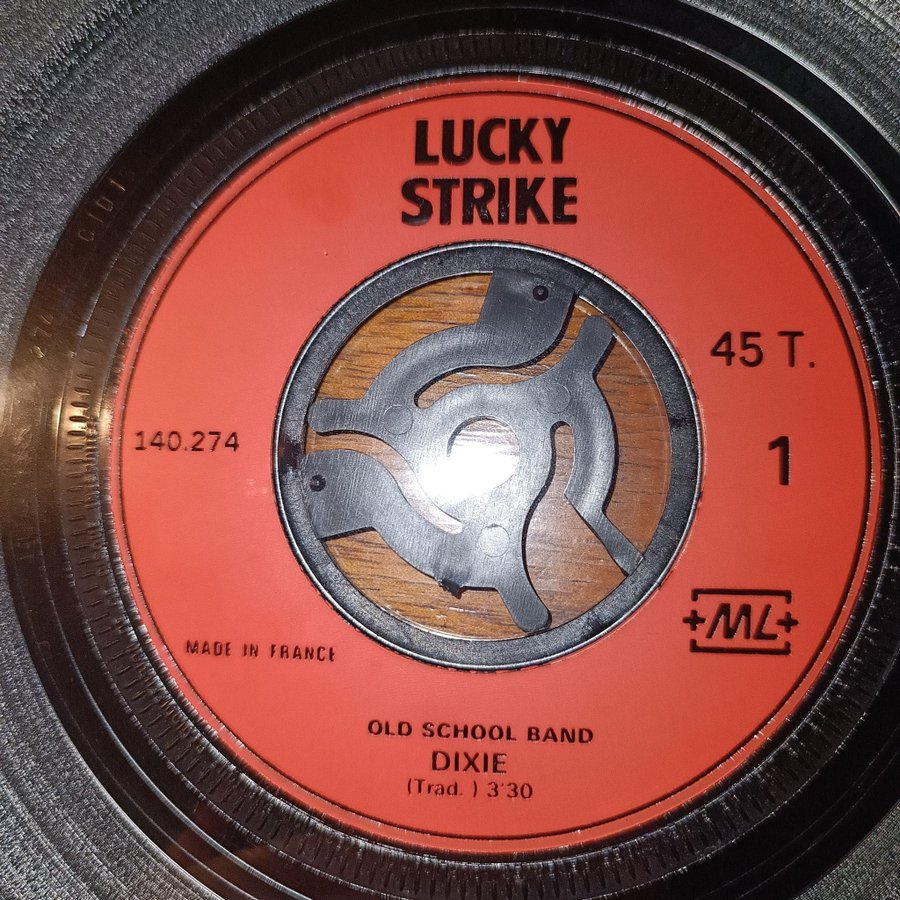 LUCKY
STRIKE
45 T.
140.274
1
+ML+
MADE IN FRANCE
OLD SCHOOL BAND
DIXIE
(Trad. ) 3'30